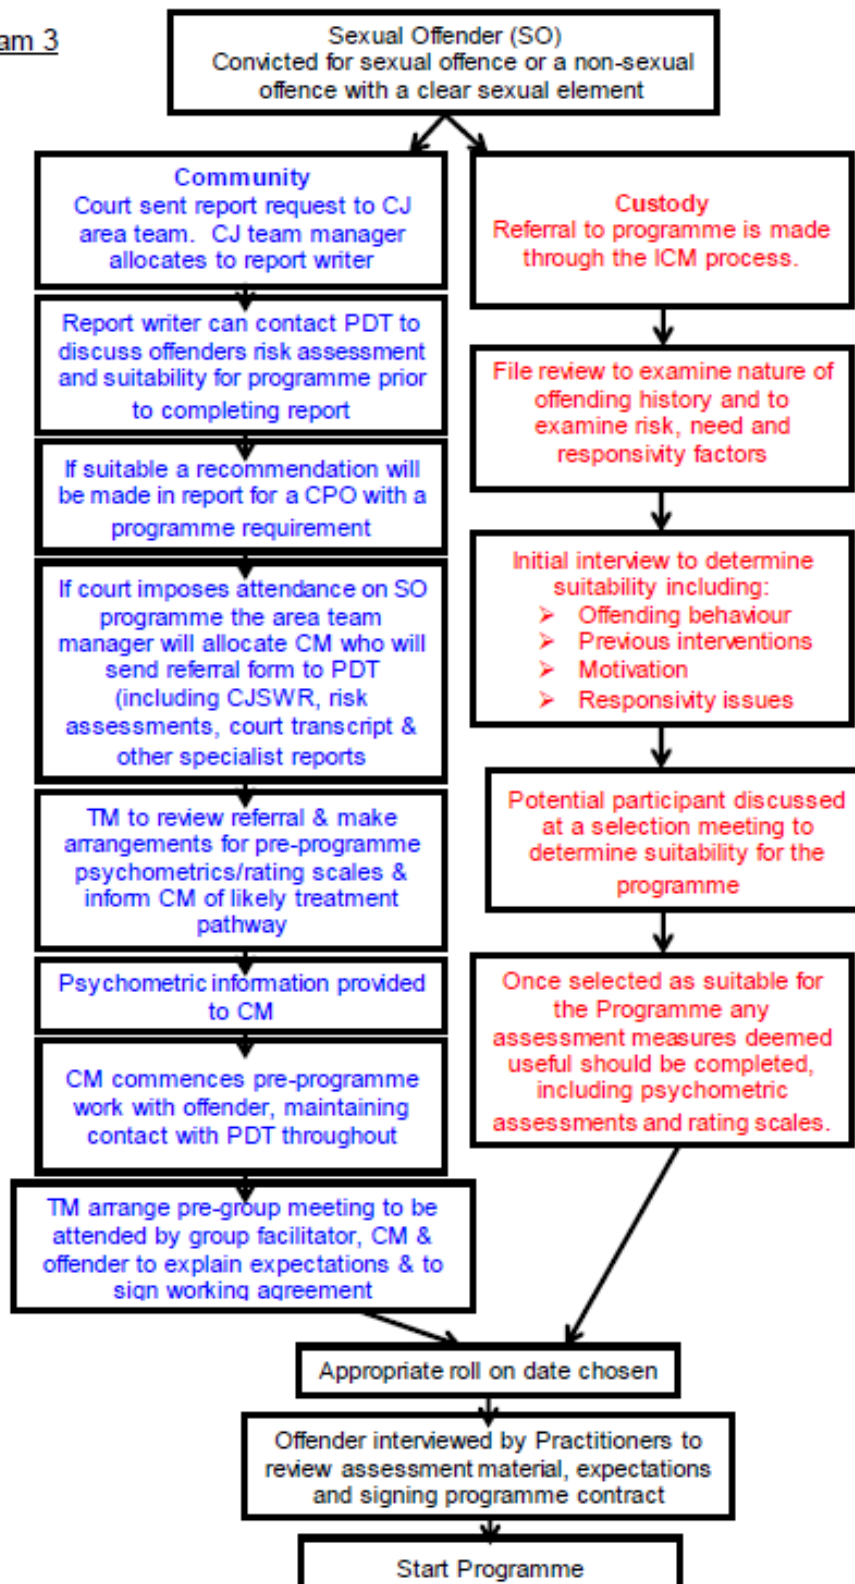 am 3
Sexual Offender (SO)
Convicted for sexual offence or a non-sexual
offence with a clear sexual element
Community
Court sent report request to CJ
area team. CJ team manager
allocates to report writer
Report writer can contact PDT to
discuss offenders risk assessment
and suitability for programme prior
to completing report
If suitable a recommendation will
be made in report for a CPO with a
programme requirement
If court imposes attendance on SO
programme the area team
manager will allocate CM who will
send referral form to PDT
(including CJSWR, risk
assessments, court transcript &
other specialist reports
TM to review referral & make
arrangements for pre-programme
psychometrics/rating scales &
inform CM of likely treatment
pathway
Psychometric information provided
to CM
CM commences pre-programme
work with offender, maintaining
contact with PDT throughout
TM arrange pre-group meeting to be
attended by group facilitator, CM &
offender to explain expectations & to
sign working agreement
Custody
Referral to programme is made
through the ICM process.
File review to examine nature of
offending history and to
examine risk, need and
responsivity factors
Initial interview to determine
suitability including:
➢ Offending behaviour
➢ Previous interventions
➢ Motivation
➢ Responsivity issues
Potential participant discussed
at a selection meeting to
determine suitability for the
programme
Once selected as suitable for
the Programme any
assessment measures deemed
useful should be completed,
including psychometric
assessments and rating scales.
Appropriate roll on date chosen
Offender interviewed by Practitioners to
review assessment material, expectations
and signing programme contract
Start Programme